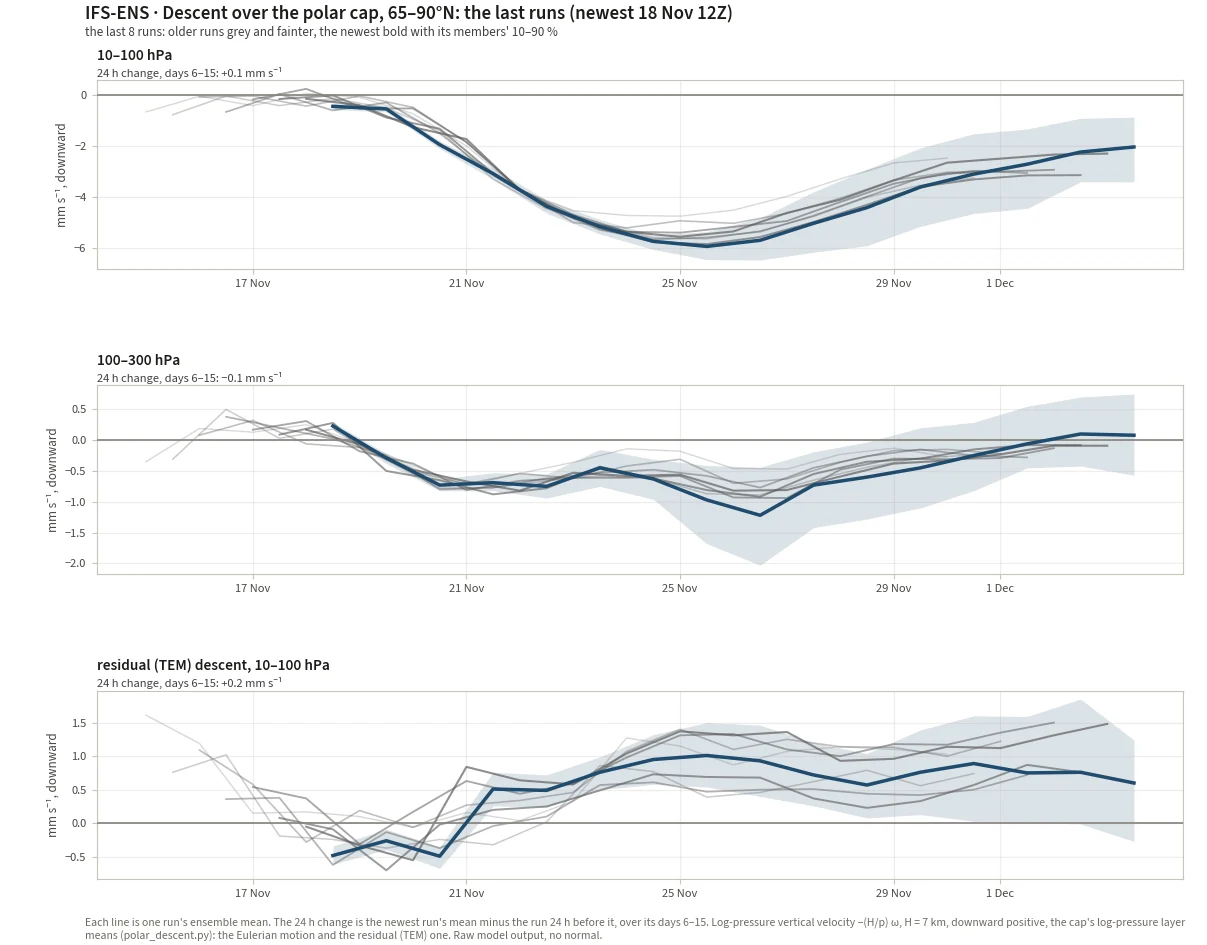 IFS-ENS · Descent over the polar cap, 65–90°N: the last runs (newest 18 Nov 12Z)
the last 8 runs: older runs grey and fainter, the newest bold with its members' 10–90 %
10–100 hPa
24 h change, days 6–15: +0.1 mm s⁻¹
0
−2
−4
−6
mm s⁻¹, downward
17 Nov
21 Nov
25 Nov
29 Nov
1 Dec
100–300 hPa
24 h change, days 6–15: −0.1 mm s⁻¹
0.5
0.0
−0.5
−1.0
−1.5
−2.0
mm s⁻¹, downward
17 Nov
21 Nov
25 Nov
29 Nov
1 Dec
residual (TEM) descent, 10–100 hPa
24 h change, days 6–15: +0.2 mm s⁻¹
1.5
1.0
0.5
0.0
−0.5
mm s⁻¹, downward
17 Nov
21 Nov
25 Nov
29 Nov
1 Dec
Each line is one run's ensemble mean. The 24 h change is the newest run's mean minus the run 24 h before it, over its days 6–15. Log-pressure vertical velocity −(H/p) ω, H = 7 km, downward positive, the cap's log-pressure layer
means (polar_descent.py): the Eulerian motion and the residual (TEM) one. Raw model output, no normal.